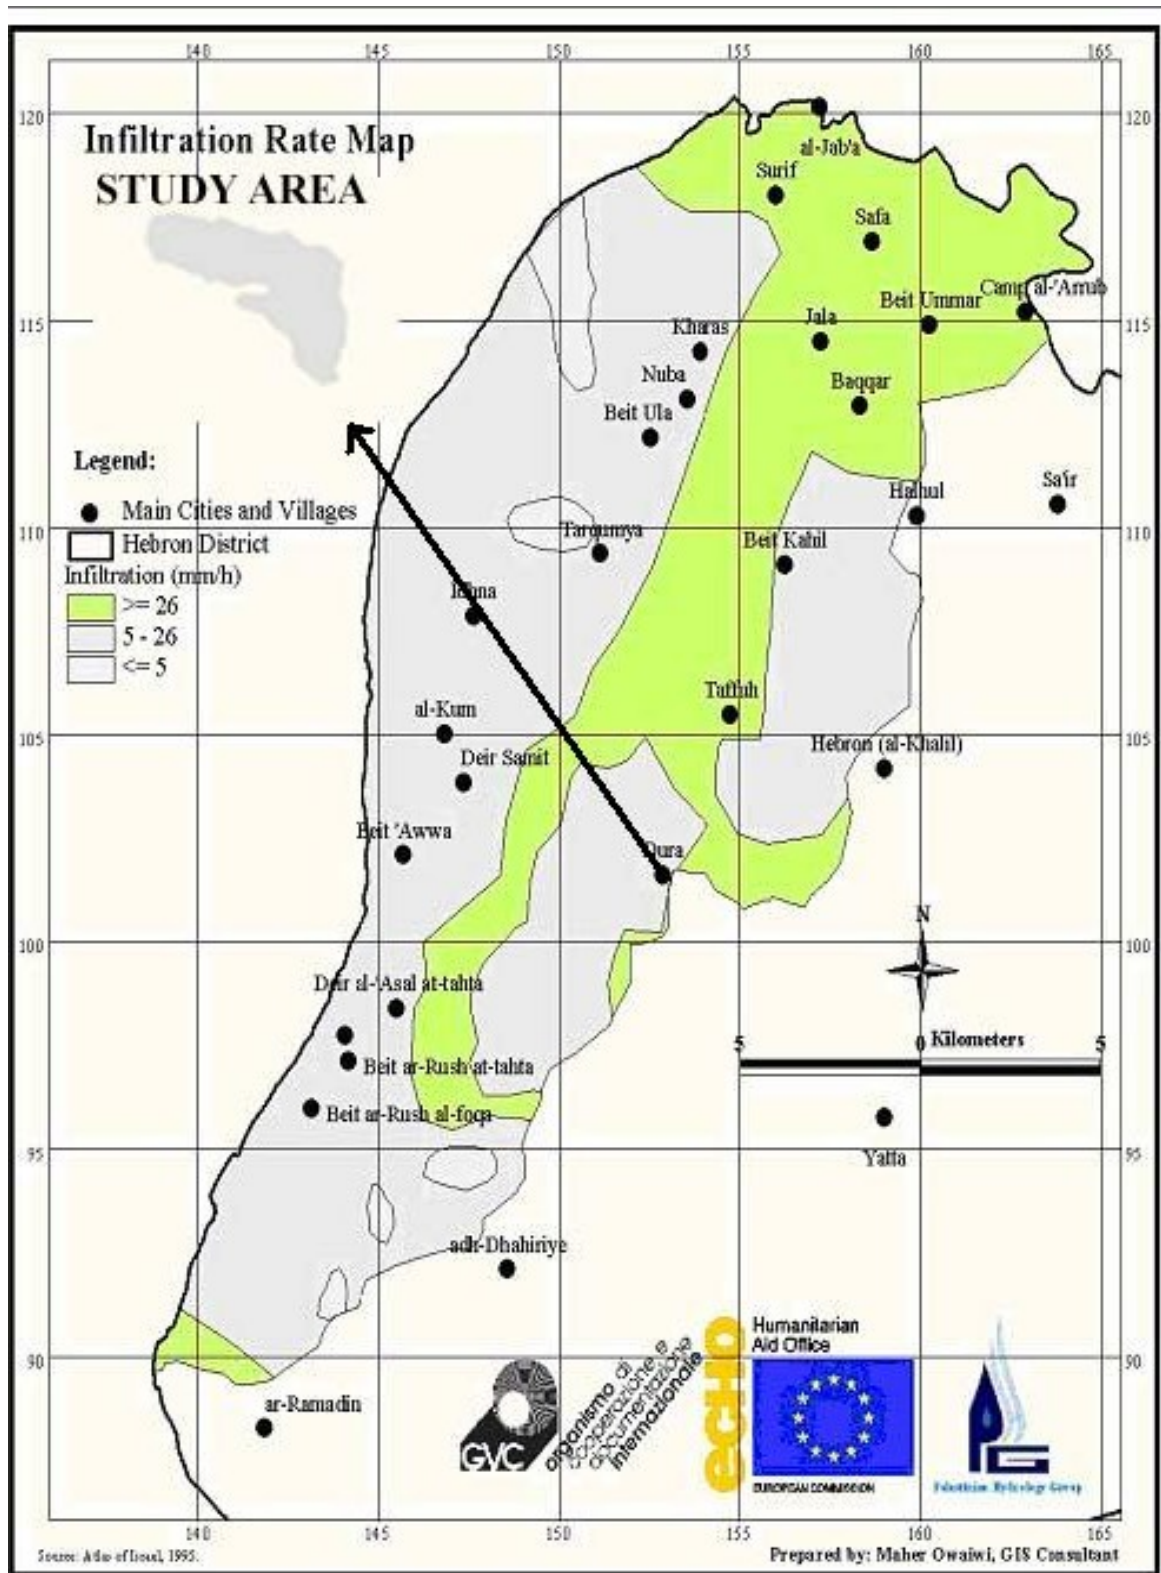 140 145 150 155 160 165
120 120
Infiltration Rate Map
STUDY AREA
al-Jab'a
Surif
Safa
Camp al-'Arrub
Beit Ummar
115 115
Jala
Kharas
Nuba
Baqqar
Beit Ula
Legend:
Main Cities and Villages
Hebron District
Infiltration (mm/h)
>= 26
5 - 26
<= 5
Sa'ir
Halhul
110 110
Tarqumya
Beit Kahil
Idhna
Taffuh
al-Kum
105 105
Hebron (al-Khalil)
Deir Samit
Beit 'Awwa
Dura
N
100 100
Deir al-'Asal at-tahta
5 0 Kilometers 5
Beit ar-Rush at-tahta
Beit ar-Rush al-foqa
95 95
Yatta
adh-Dhahiriye
90 90
ar-Ramadin
GVC
organismo di
cooperazione e
documentazione
internazionale
ECHO
Humanitarian
Aid Office
EUROPEAN COMMISSION
Palestinian Hydrology Group
140 145 150 155 160 165
Source: Atlas of Israel, 1995.
Prepared by: Maher Owaiwi, GIS Consultant